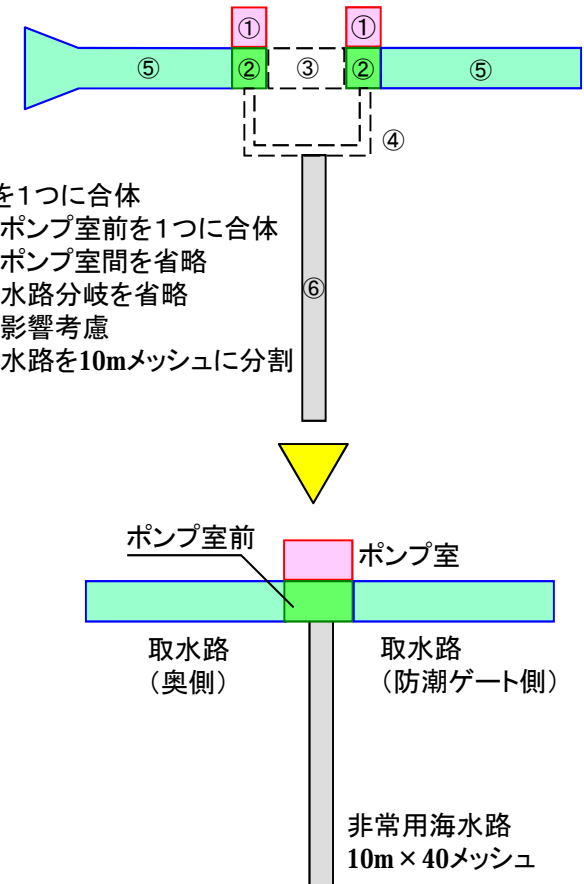 ① ①
⑤ ② ③ ② ⑤
④
を1つに合体
ポンプ室前を1つに合体
ポンプ室間を省略
水路分岐を省略
影響考慮
水路を10mメッシュに分割
⑥
ポンプ室前
ポンプ室
取水路
（奥側）
取水路
（防潮ゲート側）
非常用海水路
10m×40メッシュ